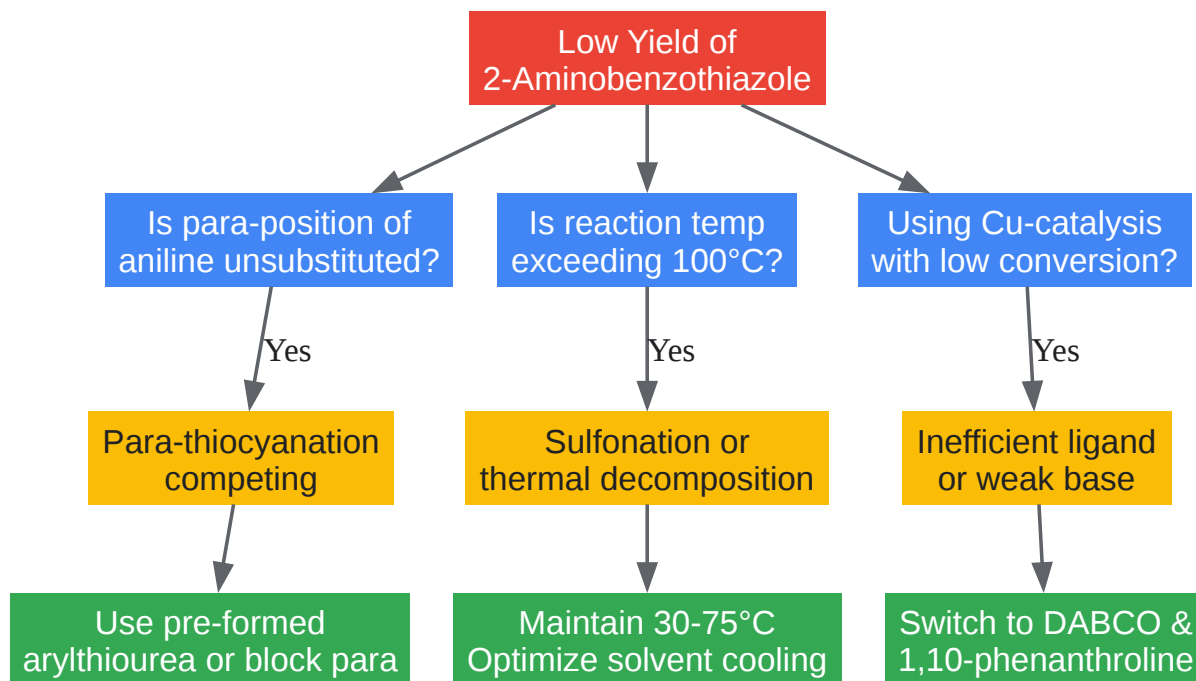 Low Yield of
2-Aminobenzothiazole
Is para-position of
aniline unsubstituted?
Is reaction temp
exceeding 100°C?
Using Cu-catalysis
with low conversion?
Yes
Yes
Yes
Para-thiocyanation
competing
Sulfonation or
thermal decomposition
Inefficient ligand
or weak base
Use pre-formed
arylthiourea or block para
Maintain 30-75°C
Optimize solvent cooling
Switch to DABCO &
1,10-phenanthroline